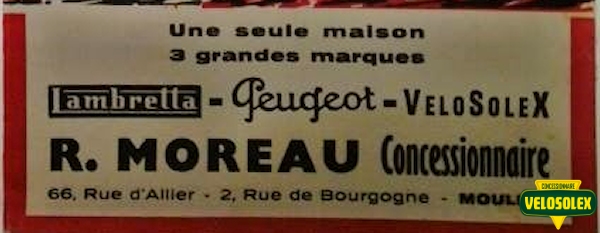 Une seule maison
3 grandes marques
Lambretta - Peugeot - VELOSOLEX
R. MOREAU Concessionnaire
66, Rue d'Allier - 2, Rue de Bourgogne -
CONCESSIONNAIRE
VELOSOLEX